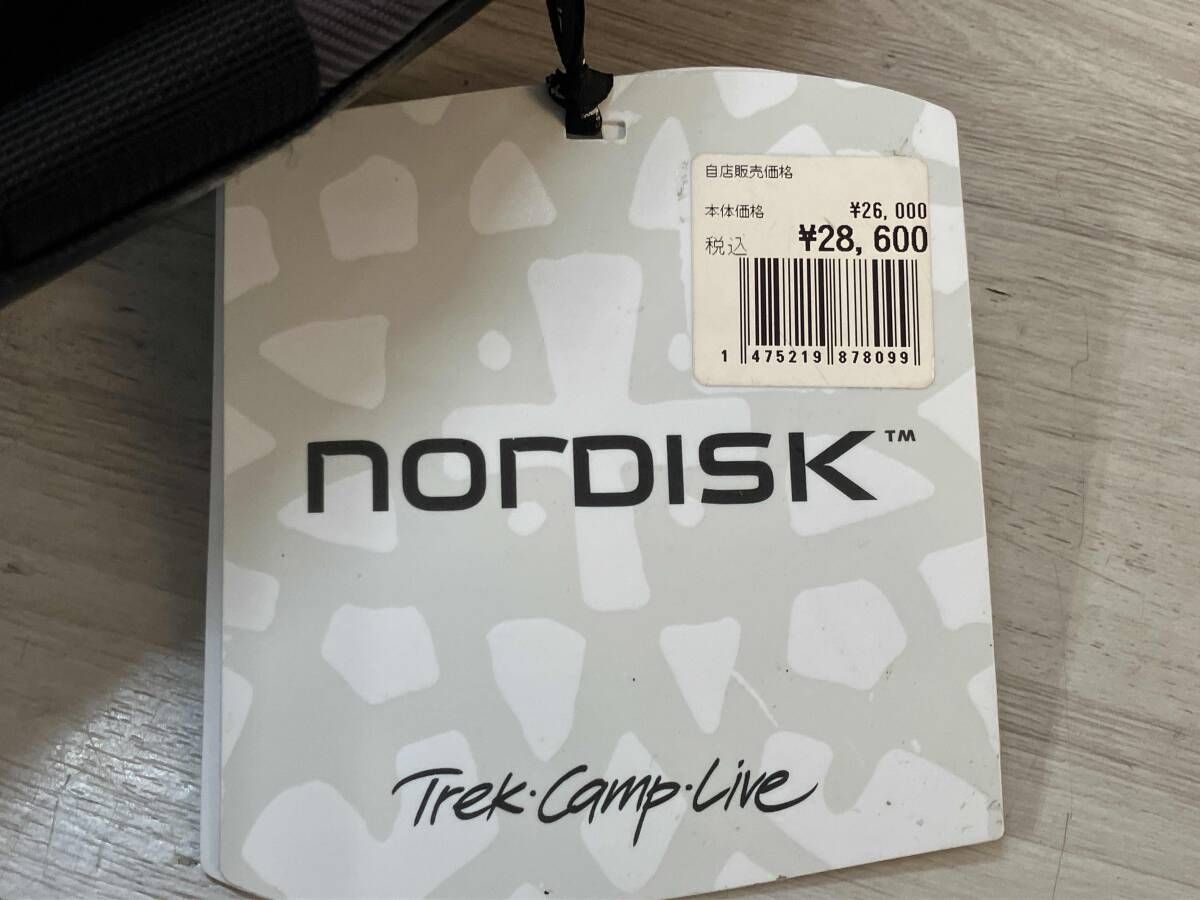 自店販売価格
本体価格 ¥26,000
税込 ¥28,600
1 475219 878099
nordisk™
Trek·Camp·Live